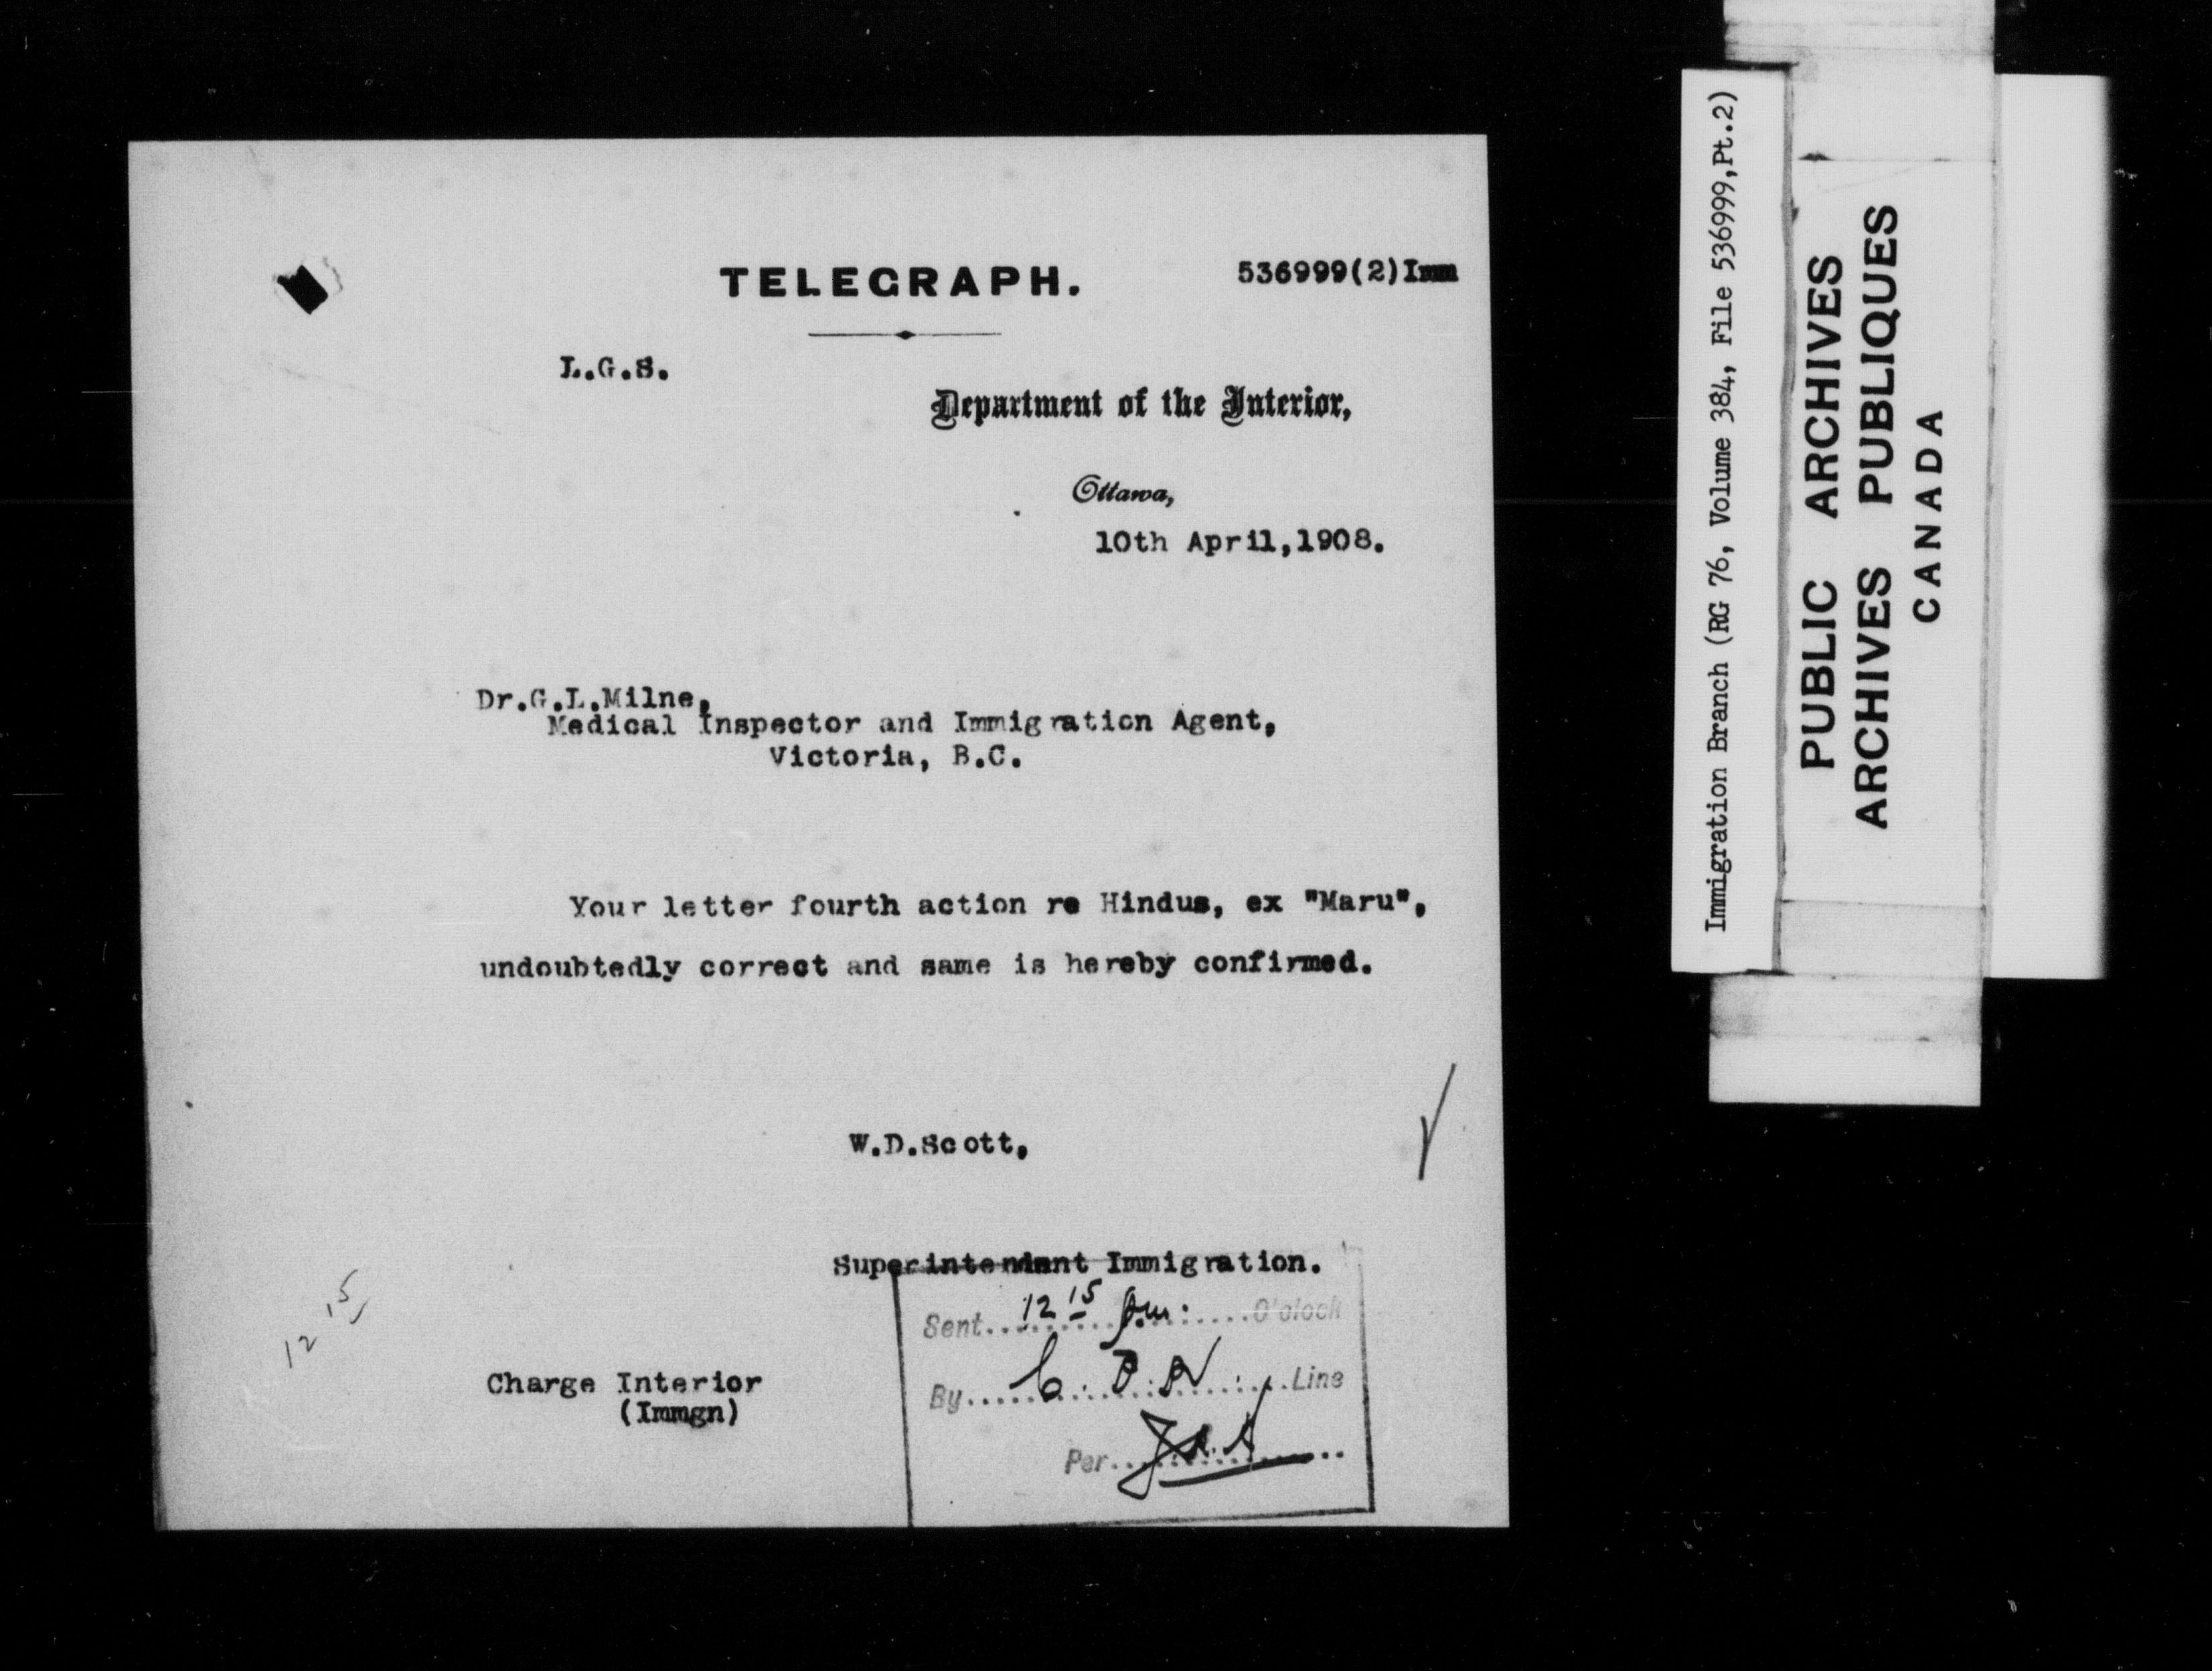 TELEGRAPH.
536999(2)Imm
L.G.S.
Department of the Interior,
Ottawa,
10th April,1908.
Dr.G.L.Milne,
Medical Inspector and Immigration Agent,
Victoria, B.C.
Your letter fourth action re Hindus, ex "Maru",
undoubtedly correct and same is hereby confirmed.
W.D.Scott,
Superintendent Immigration.
12 15
Sent 12 15 pm: O'clock
By C. P. R. Line
Per
Charge Interior
(Immgn)
Immigration Branch (RG 76, Volume 384, File 536999,Pt.2)
PUBLIC ARCHIVES
ARCHIVES PUBLIQUES
CANADA